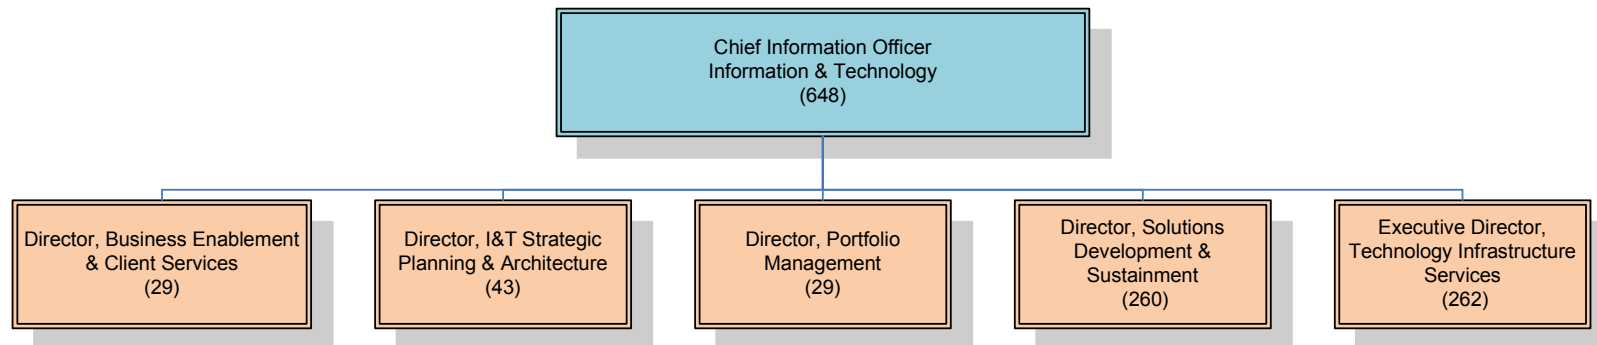 Chief Information Officer
Information & Technology
(648)
Director, Business Enablement
& Client Services
(29)
Director, I&T Strategic
Planning & Architecture
(43)
Director, Portfolio
Management
(29)
Director, Solutions
Development &
Sustainment
(260)
Executive Director,
Technology Infrastructure
Services
(262)